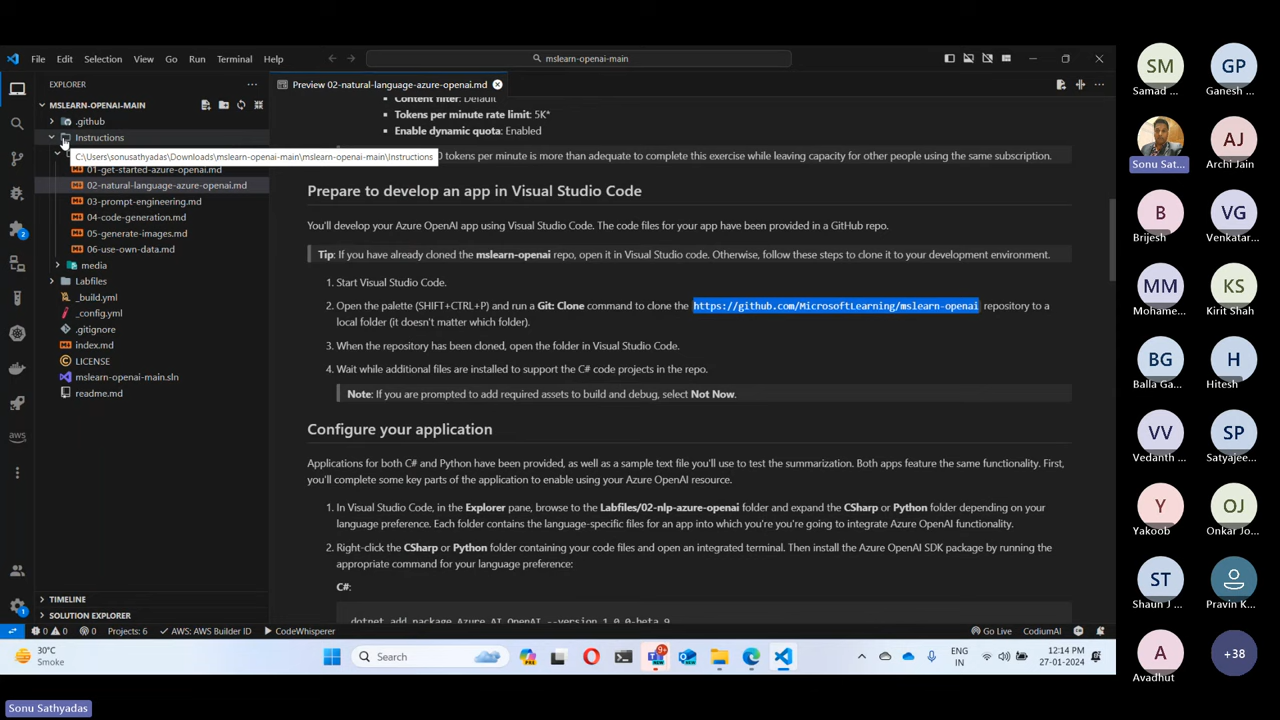 File Edit Selection View Go Run Terminal Help
mslearn-openai-main
EXPLORER
MSLEARN-OPENAI-MAIN
.github
Instructions
C:\Users\sonusathyadas\Downloads\mslearn-openai-main\mslearn-openai-main\Instructions
01-get-started-azure-openai.md
02-natural-language-azure-openai.md
03-prompt-engineering.md
04-code-generation.md
05-generate-images.md
06-use-own-data.md
media
Labfiles
_build.yml
_config.yml
.gitignore
index.md
LICENSE
mslearn-openai-main.sln
readme.md
TIMELINE
SOLUTION EXPLORER
Preview 02-natural-language-azure-openai.md
Content filter: Default
Tokens per minute rate limit: 5K*
Enable dynamic quota: Enabled
0 tokens per minute is more than adequate to complete this exercise while leaving capacity for other people using the same subscription.
Prepare to develop an app in Visual Studio Code
You'll develop your Azure OpenAI app using Visual Studio Code. The code files for your app have been provided in a GitHub repo.
Tip: If you have already cloned the mslearn-openai repo, open it in Visual Studio code. Otherwise, follow these steps to clone it to your development environment.
1. Start Visual Studio Code.
2. Open the palette (SHIFT+CTRL+P) and run a Git: Clone command to clone the https://github.com/MicrosoftLearning/mslearn-openai repository to a
local folder (it doesn't matter which folder).
3. When the repository has been cloned, open the folder in Visual Studio Code.
4. Wait while additional files are installed to support the C# code projects in the repo.
Note: If you are prompted to add required assets to build and debug, select Not Now.
Configure your application
Applications for both C# and Python have been provided, as well as a sample text file you'll use to test the summarization. Both apps feature the same functionality. First,
you'll complete some key parts of the application to enable using your Azure OpenAI resource.
1. In Visual Studio Code, in the Explorer pane, browse to the Labfiles/02-nlp-azure-openai folder and expand the CSharp or Python folder depending on your
language preference. Each folder contains the language-specific files for an app into which you're you're going to integrate Azure OpenAI functionality.
2. Right-click the CSharp or Python folder containing your code files and open an integrated terminal. Then install the Azure OpenAI SDK package by running the
appropriate command for your language preference:
C#:
dotnet add package Azure.AI.OpenAI --version 1.0.0-beta.9
2
1
0 0 0 Projects: 6 AWS: AWS Builder ID CodeWhisperer
Go Live CodiumAI
30°C
Smoke
Search
9+
ENG
IN
12:14 PM
27-01-2024
Sonu Sathyadas
SM GP
Samad ... Ganesh ...
AJ
Sonu Sat... Archi Jain
B VG
Brijesh Venkatar...
MM KS
Mohame... Kirit Shah
BG H
Balla Ga... Hitesh
VV SP
Vedanth ... Satyajee...
Y OJ
Yakoob Onkar Jo...
ST
Shaun J ... Pravin K...
A +38
Avadhut